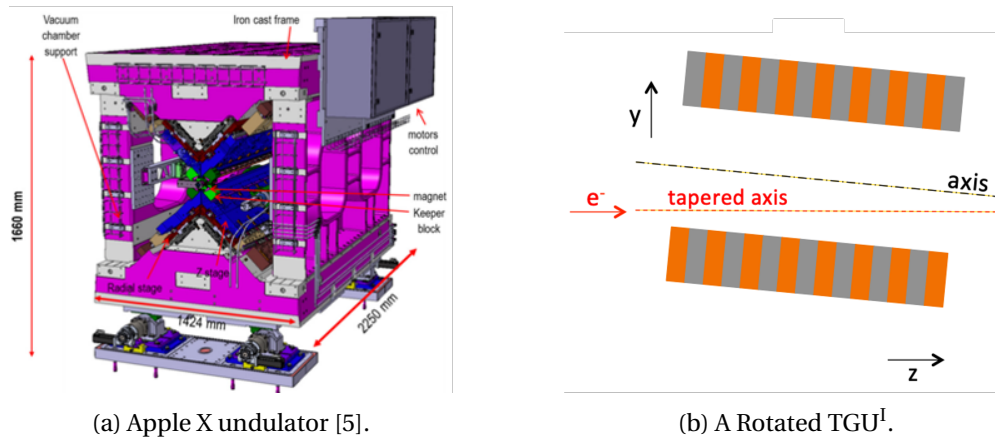 Vacuum
chamber
support
Iron cast frame
motors
control
magnet
Keeper
block
1660 mm
Z stage
Radial stage
1424 mm
2250 mm
(a) Apple X undulator [5].
y
axis
e-
tapered axis
z
(b) A Rotated TGUᴵ.